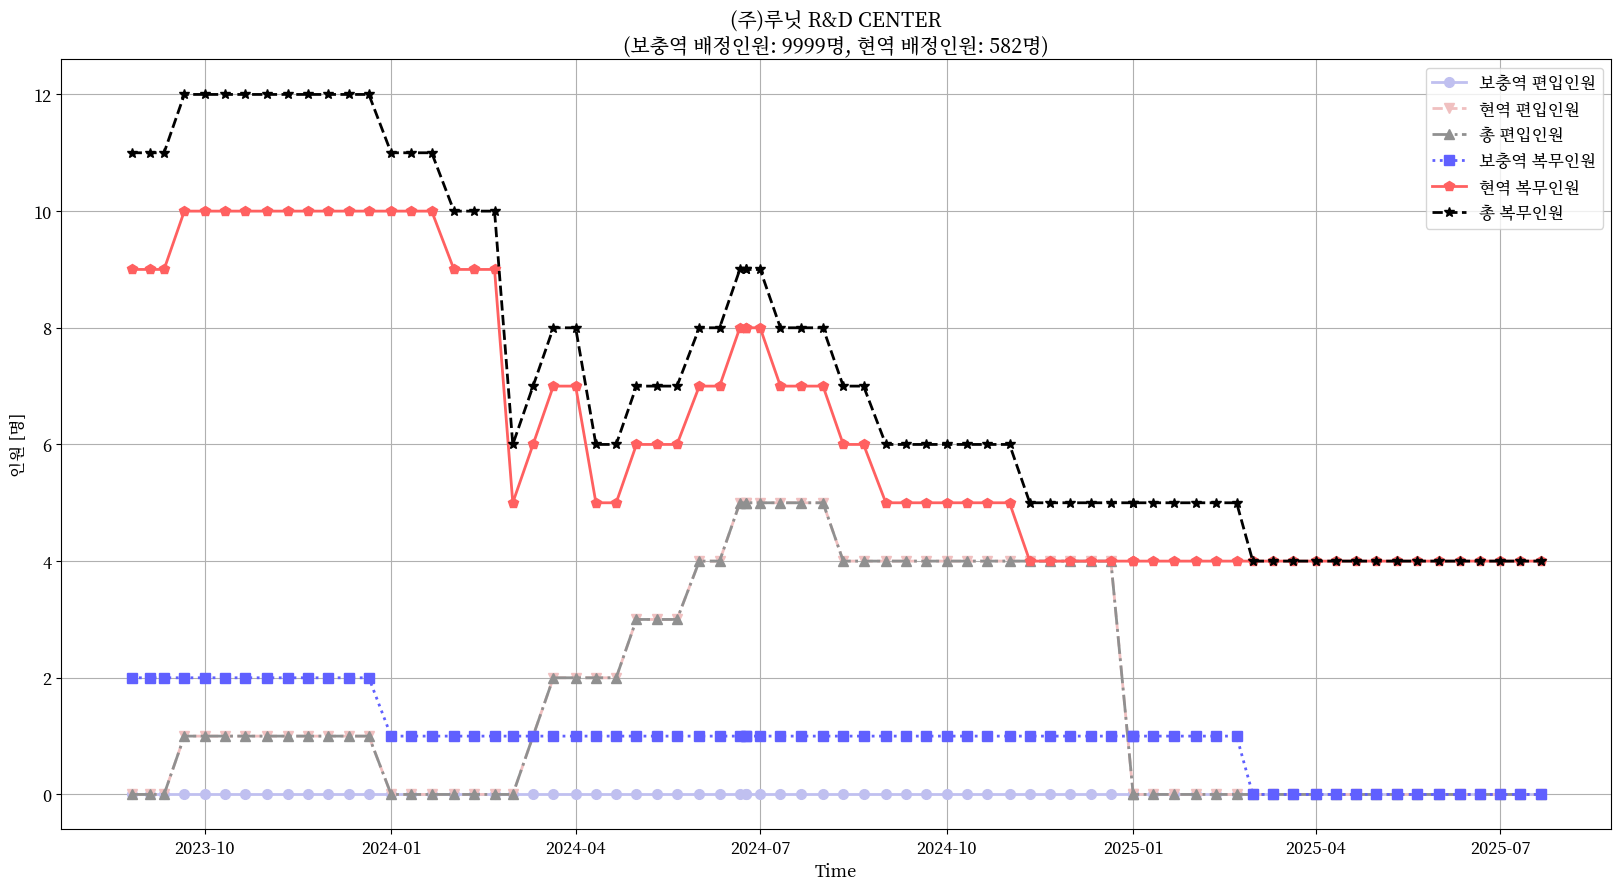 (주)루닛 R&D CENTER
(보충역 배정인원: 9999명, 현역 배정인원: 582명)
보충역 편입인원
현역 편입인원
총 편입인원
보충역 복무인원
현역 복무인원
총 복무인원
인원 [명]
12
10
8
6
4
2
0
2023-10
2024-01
2024-04
2024-07
2024-10
2025-01
2025-04
2025-07
Time